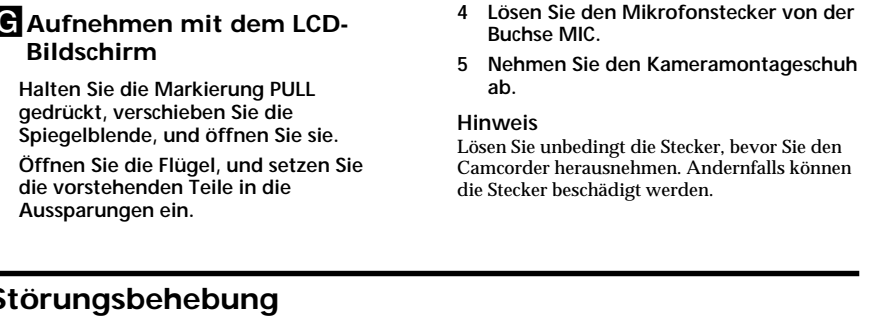 G Aufnehmen mit dem LCD-
Bildschirm
Halten Sie die Markierung PULL
gedrückt, verschieben Sie die
Spiegelblende, und öffnen Sie sie.
Öffnen Sie die Flügel, und setzen Sie
die vorstehenden Teile in die
Aussparungen ein.
4 Lösen Sie den Mikrofonstecker von der
Buchse MIC.
5 Nehmen Sie den Kameramontageschuh
ab.
Hinweis
Lösen Sie unbedingt die Stecker, bevor Sie den
Camcorder herausnehmen. Andernfalls können
die Stecker beschädigt werden.
Störungsbehebung